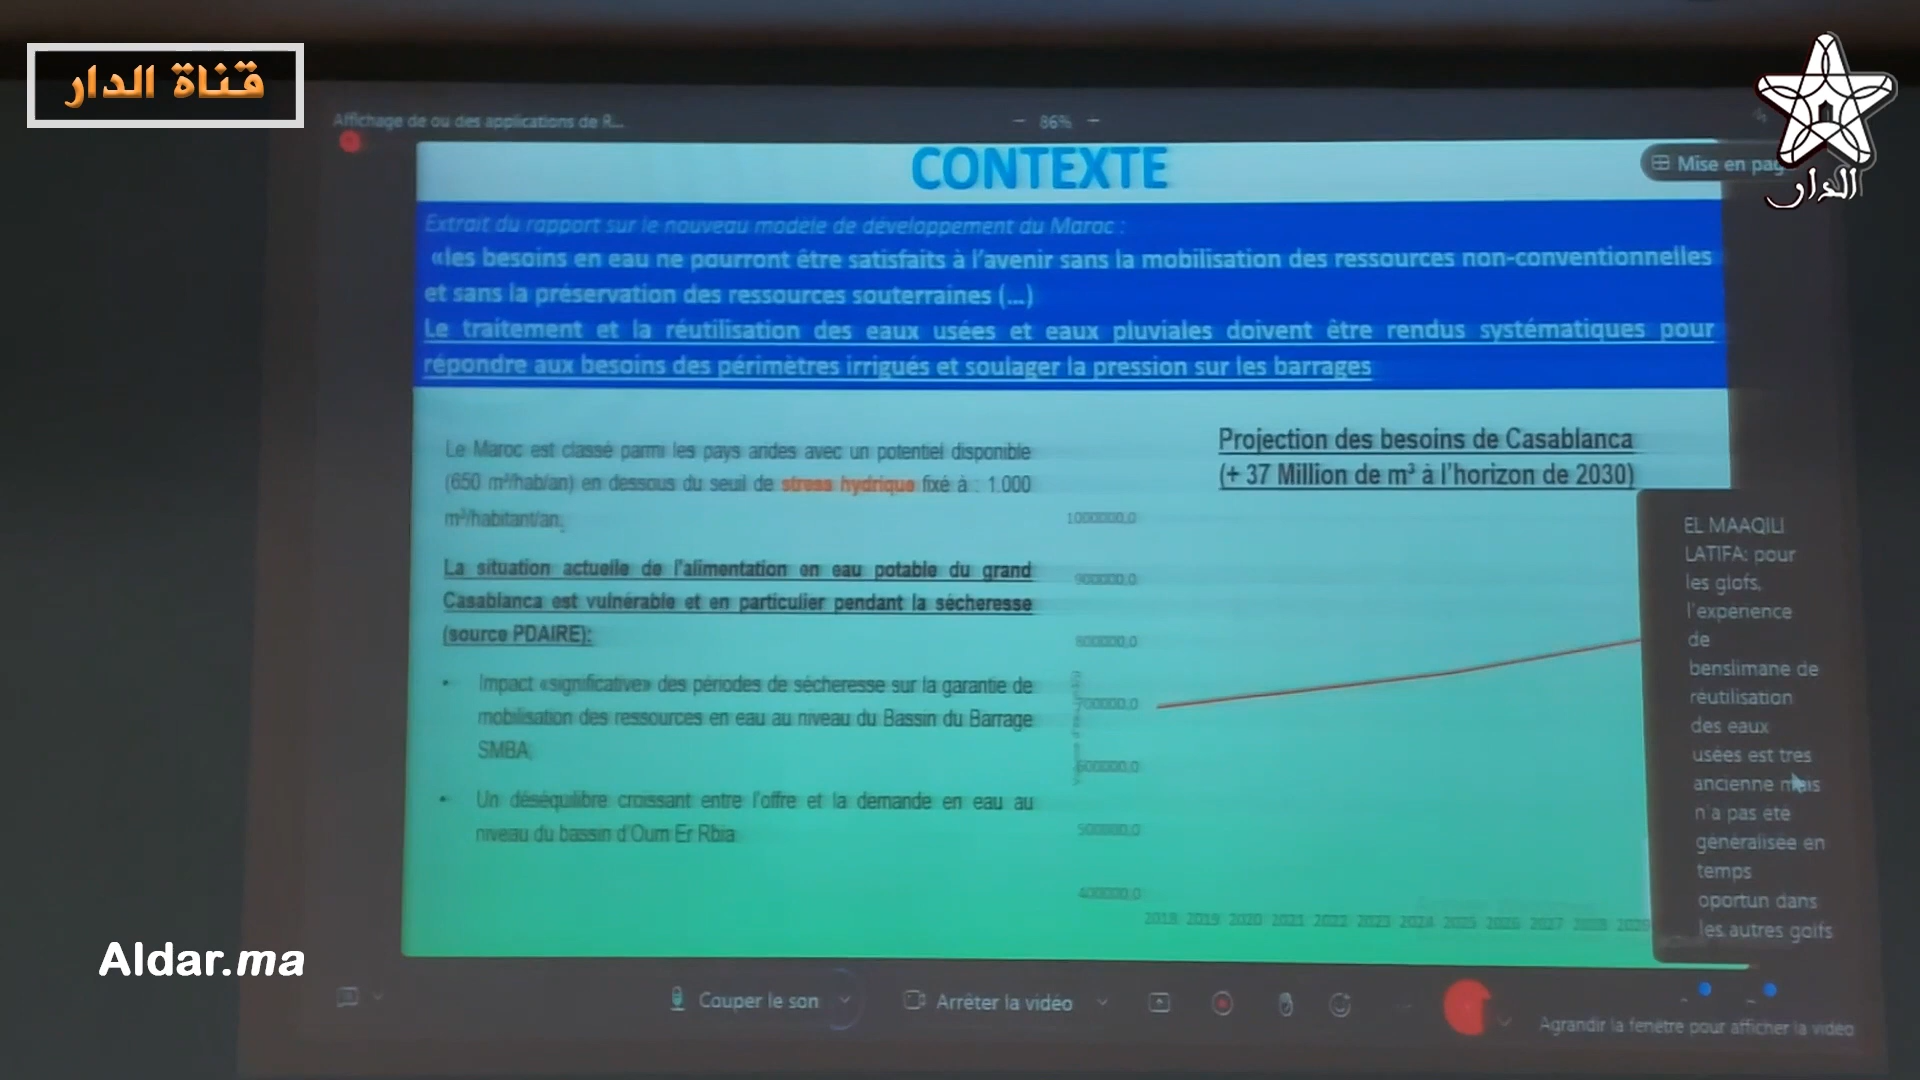 قناة الدار
الدار
Affichage de ou des applications de R...
86%
Mise en pag
CONTEXTE
Extrait du rapport sur le nouveau modèle de développement du Maroc :
«les besoins en eau ne pourront être satisfaits à l'avenir sans la mobilisation des ressources non-conventionnelles
et sans la préservation des ressources souterraines (...)
Le traitement et la réutilisation des eaux usées et eaux pluviales doivent être rendus systématiques pour
répondre aux besoins des périmètres irrigués et soulager la pression sur les barrages
Le Maroc est classé parmi les pays arides avec un potentiel disponible
(650 m³/hab/an) en dessous du seuil de stress hydrique fixé à : 1.000
m³/habitant/an.
La situation actuelle de l'alimentation en eau potable du grand
Casablanca est vulnérable et en particulier pendant la sécheresse
(source PDAIRE):
• Impact «significative» des périodes de sécheresse sur la garantie de
mobilisation des ressources en eau au niveau du Bassin du Barrage
SMBA,
• Un déséquilibre croissant entre l'offre et la demande en eau au
niveau du bassin d'Oum Er Rbia
Projection des besoins de Casablanca
(+ 37 Million de m³ à l'horizon de 2030)
1000000,0
900000,0
800000,0
700000,0
600000,0
500000,0
400000,0
2018 2019 2020 2021 2022 2023 2024 2025 2026 2027 2028 2029
EL MAAQILI
LATIFA: pour
les glofs,
l'expérience
de
benslimane de
réutilisation
des eaux
usées est très
ancienne mais
n'a pas été
généralisée en
temps
oportun dans
les autres golfs
Aldar.ma
Couper le son
Arrêter la vidéo
Agrandir la fenêtre pour afficher la vidéo